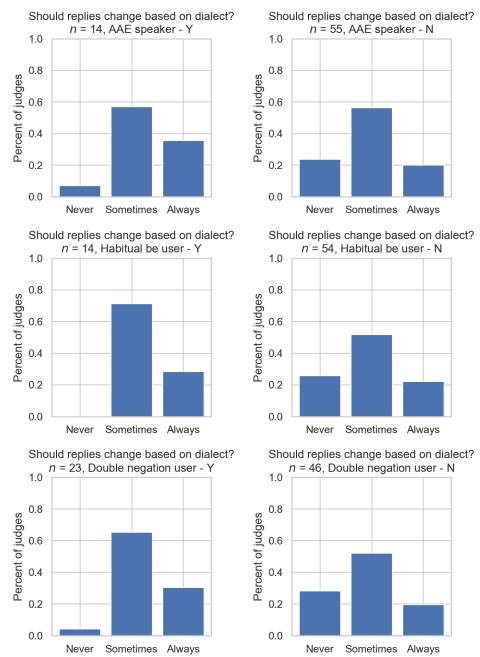 Should replies change based on dialect?
n = 14, AAE speaker - Y
Percent of judges
1.0
0.8
0.6
0.4
0.2
0.0
Never Sometimes Always
Should replies change based on dialect?
n = 55, AAE speaker - N
Percent of judges
1.0
0.8
0.6
0.4
0.2
0.0
Never Sometimes Always
Should replies change based on dialect?
n = 14, Habitual be user - Y
Percent of judges
1.0
0.8
0.6
0.4
0.2
0.0
Never Sometimes Always
Should replies change based on dialect?
n = 54, Habitual be user - N
Percent of judges
1.0
0.8
0.6
0.4
0.2
0.0
Never Sometimes Always
Should replies change based on dialect?
n = 23, Double negation user - Y
Percent of judges
1.0
0.8
0.6
0.4
0.2
0.0
Never Sometimes Always
Should replies change based on dialect?
n = 46, Double negation user - N
Percent of judges
1.0
0.8
0.6
0.4
0.2
0.0
Never Sometimes Always